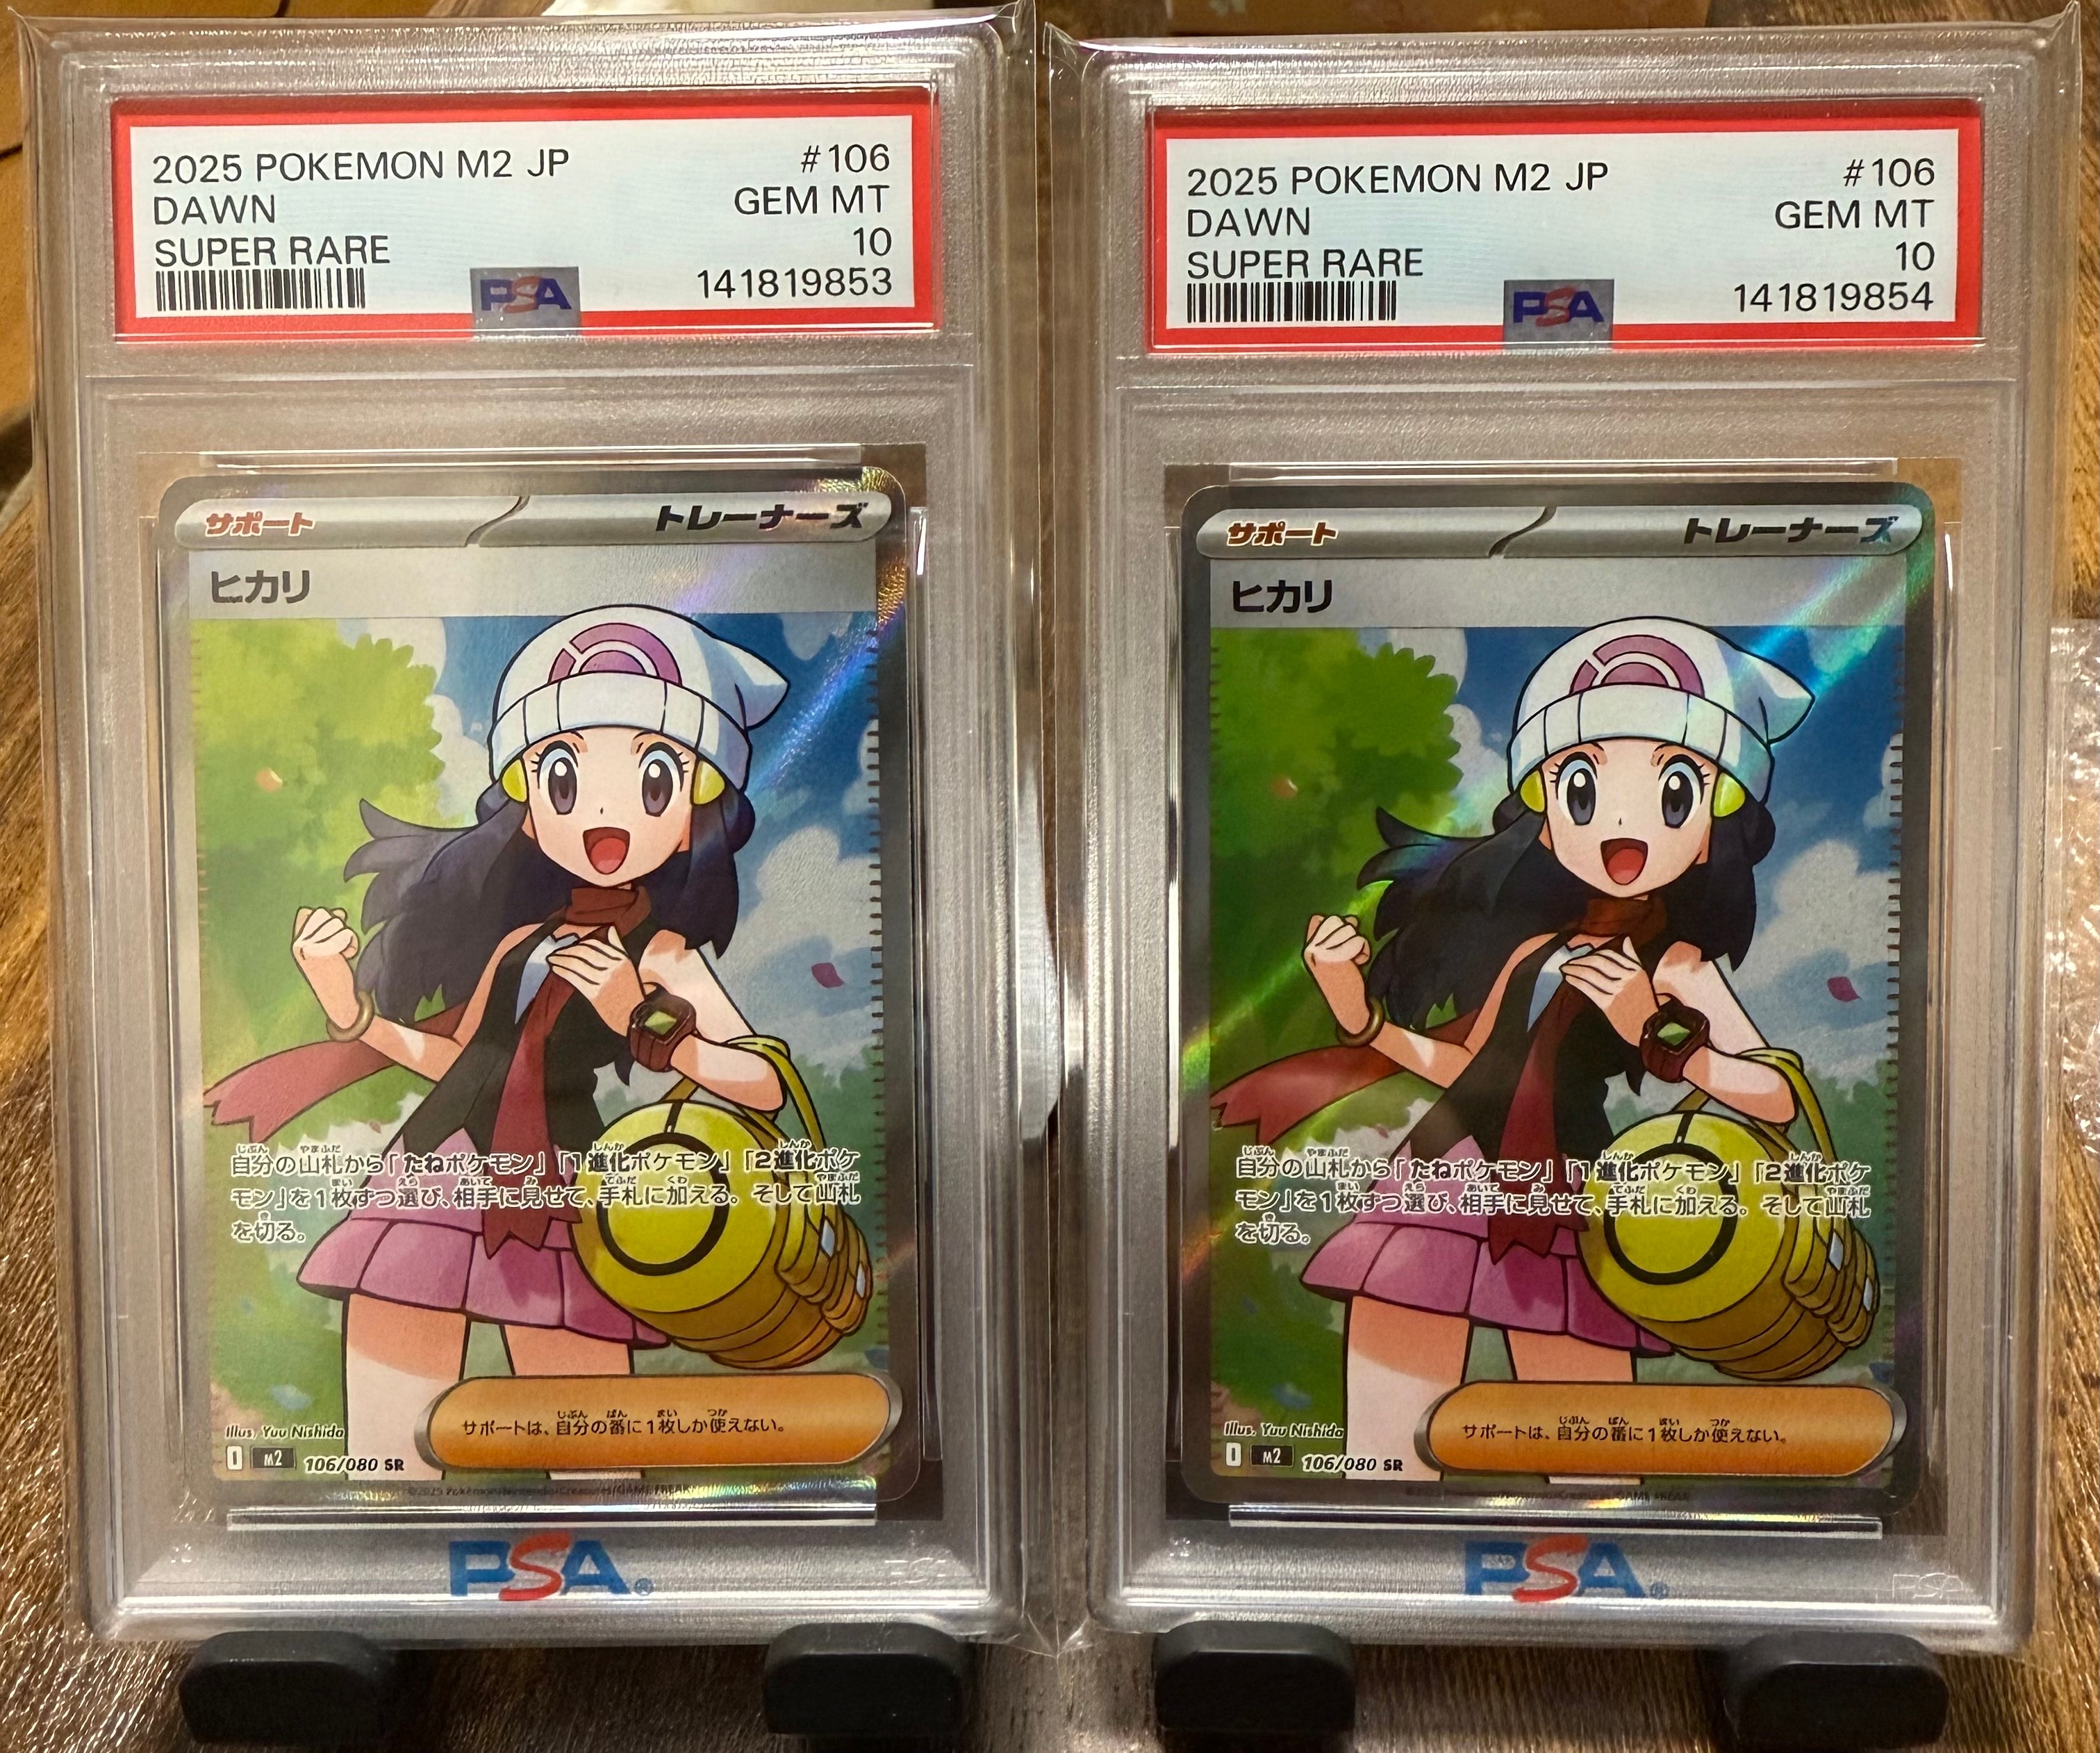 2025 POKEMON M2 JP #106
DAWN GEM MT
SUPER RARE 10
PSA 141819853
サポート トレーナーズ
ヒカリ
自分の山札から「たねポケモン」「1進化ポケモン」「2進化ポケ
モン」を1枚ずつ選び、相手に見せて、手札に加える。そして山札
を切る。
サポートは、自分の番に1枚しか使えない。
Illus. Yuu Nishida
I M2 106/080 SR
©2025 Pokémon/Nintendo/Creatures/GAME FREAK
PSA®
2025 POKEMON M2 JP #106
DAWN GEM MT
SUPER RARE 10
PSA 141819854
サポート トレーナーズ
ヒカリ
自分の山札から「たねポケモン」「1進化ポケモン」「2進化ポケ
モン」を1枚ずつ選び、相手に見せて、手札に加える。そして山札
を切る。
サポートは、自分の番に1枚しか使えない。
Illus. Yuu Nishida
I M2 106/080 SR
PSA®